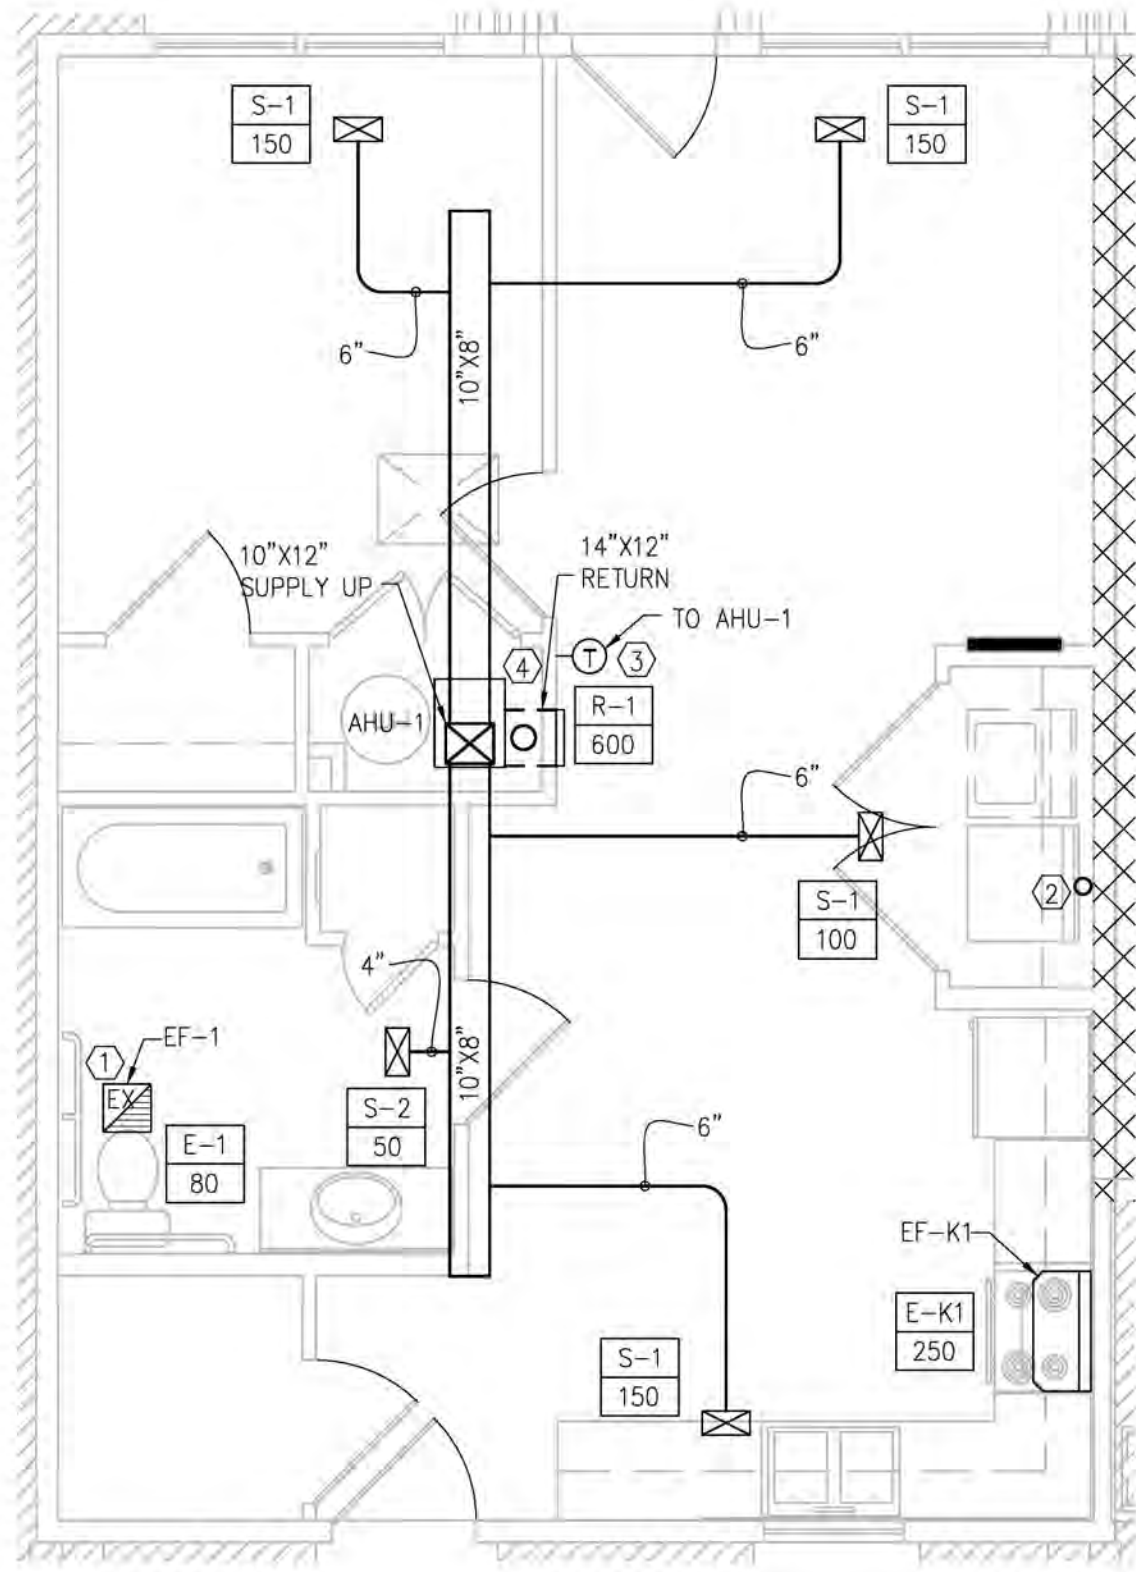 S-1
150
S-1
150
6"
10"X8"
6"
10"X12"
SUPPLY UP
14"X12"
RETURN
TO AHU-1
4
T
3
AHU-1
R-1
600
6"
S-1
100
2
4"
1
EF-1
EX
10"X8"
S-2
50
E-1
80
6"
EF-K1
E-K1
250
S-1
150